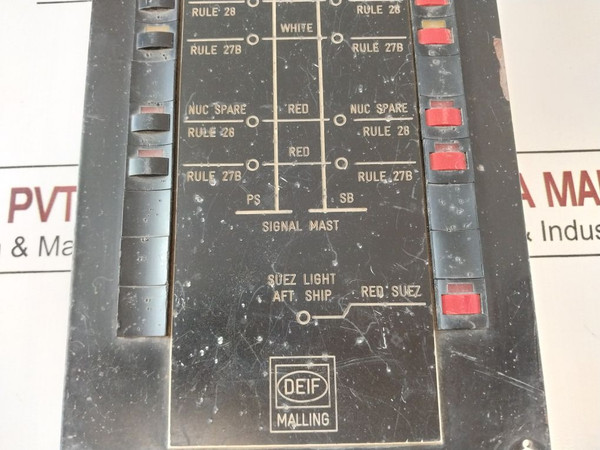 RULE 28 RULE 28
WHITE
RULE 27B RULE 27B
NUC SPARE RED NUC SPARE
RULE 28 RULE 28
RED
RULE 27B RULE 27B
PS SB
SIGNAL MAST
SUEZ LIGHT
AFT. SHIP RED SUEZ
DEIF
MALLING
PVT
& Ma
A MA
& Indus